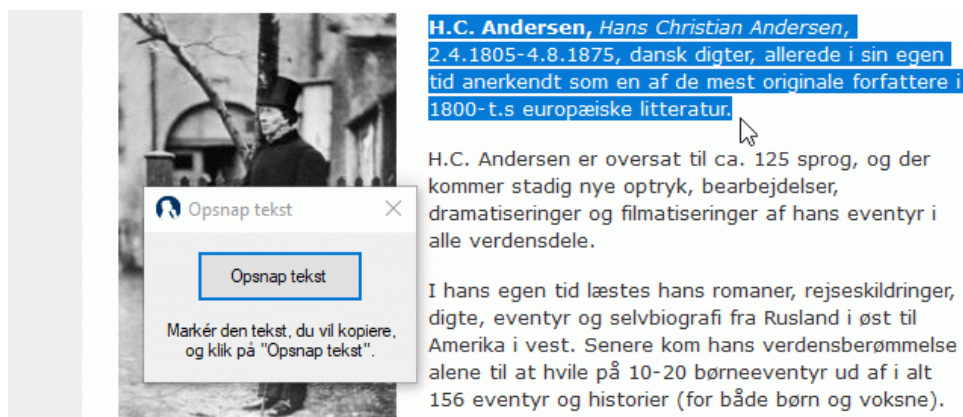 H.C. Andersen, Hans Christian Andersen,
2.4.1805-4.8.1875, dansk digter, allerede i sin egen
tid anerkendt som en af de mest originale forfattere i
1800-t.s europæiske litteratur.
H.C. Andersen er oversat til ca. 125 sprog, og der
kommer stadig nye optryk, bearbejdelser,
dramatiseringer og filmatiseringer af hans eventyr i
alle verdensdele.
I hans egen tid læstes hans romaner, rejseskildringer,
digte, eventyr og selvbiografi fra Rusland i øst til
Amerika i vest. Senere kom hans verdensberømmelse
alene til at hvile på 10-20 børneeventyr ud af i alt
156 eventyr og historier (for både børn og voksne).
Opsnap tekst
Opsnap tekst
Markér den tekst, du vil kopiere,
og klik på "Opsnap tekst".